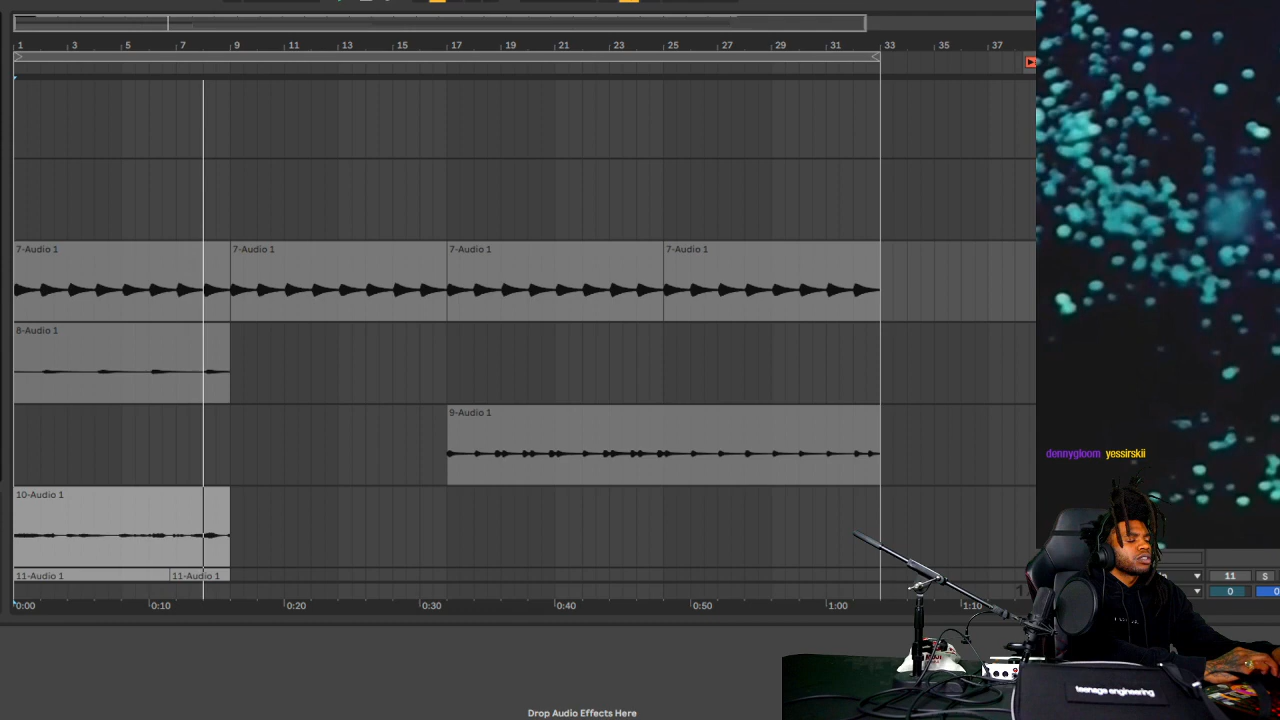 1 3 5 7 9 11 13 15 17 19 21 23 25 27 29 31 33 35 37
7-Audio 1 7-Audio 1 7-Audio 1 7-Audio 1
8-Audio 1
9-Audio 1
dennygloom yessirskii
10-Audio 1
11-Audio 1 11-Audio 1
11 S
0
0:00 0:10 0:20 0:30 0:40 0:50 1:00 1:10
teenage engineering
Drop Audio Effects Here